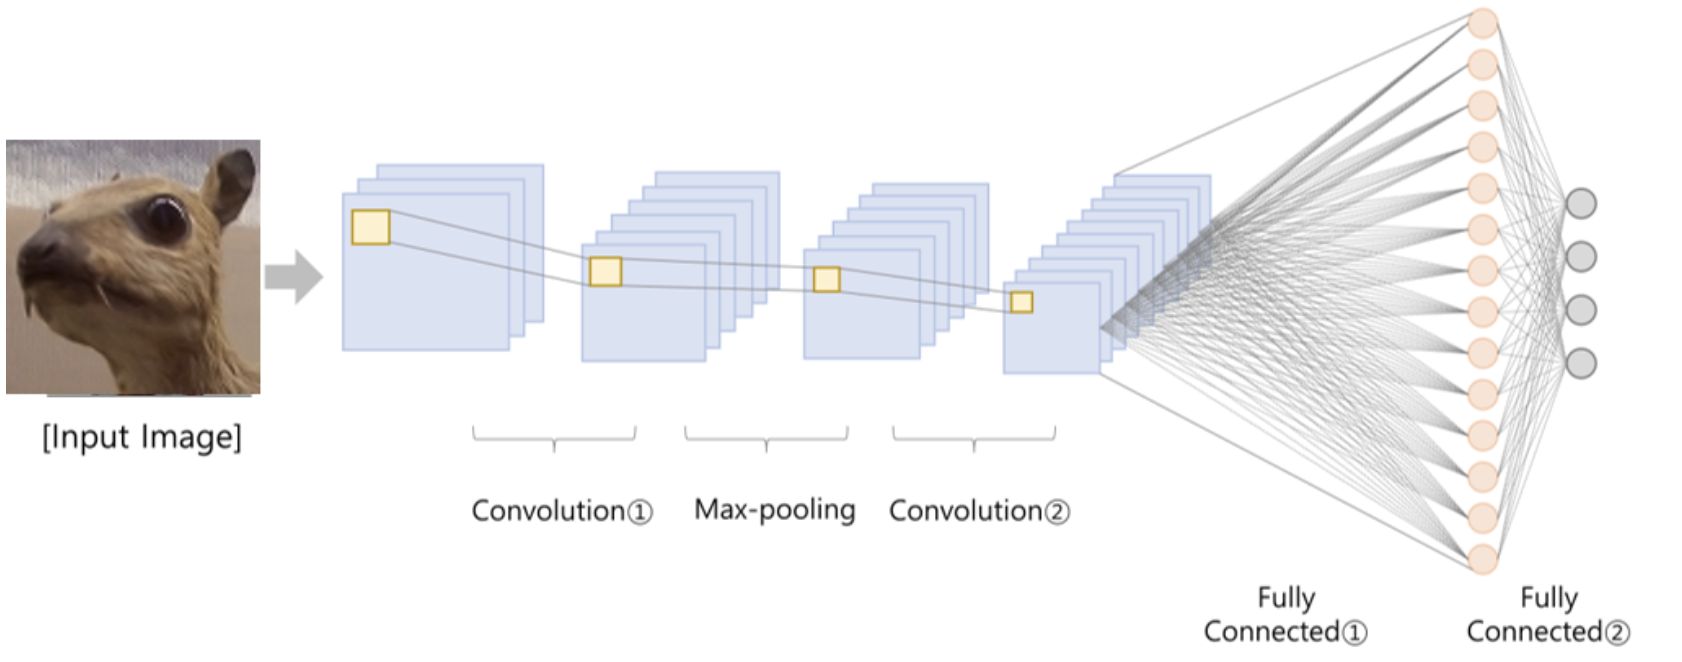 [Input Image]
Convolution①
Max-pooling
Convolution②
Fully
Connected①
Fully
Connected②